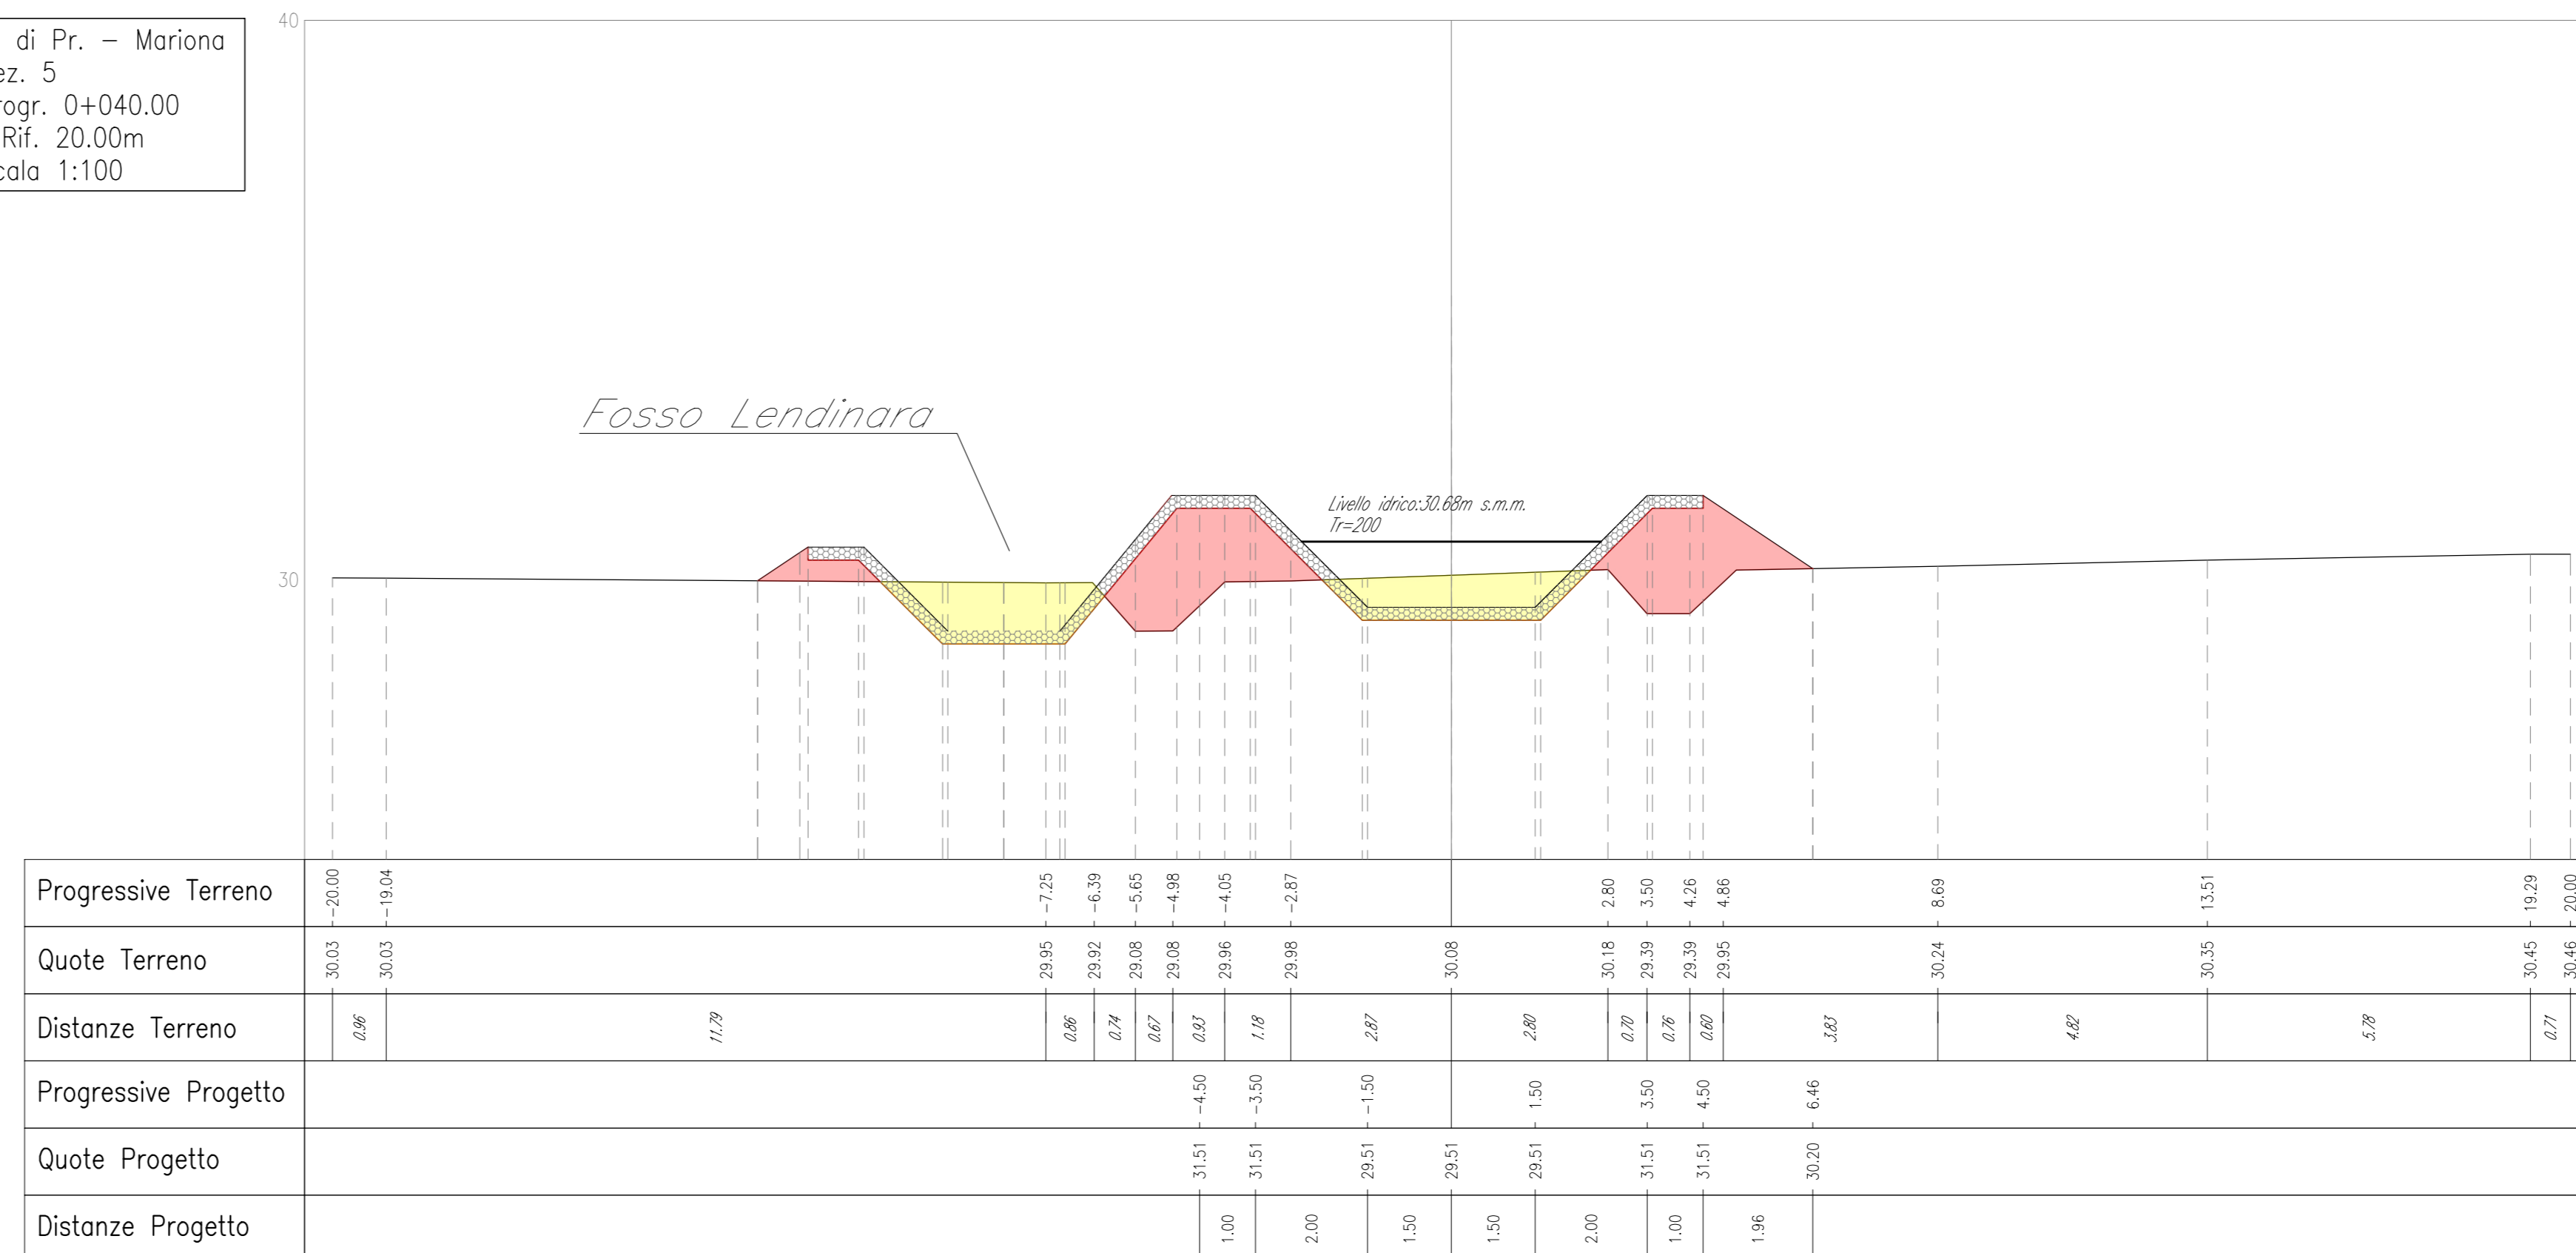 40
di Pr. – Mariona
ez. 5
rogr. 0+040.00
Rif. 20.00m
cala 1:100
Fosso Lendinara
Livello idrico:30.68m s.m.m.
Tr=200
30
Progressive Terreno -20.00 -19.04 -7.25 -6.39 -5.65 -4.98 -4.05 -2.87 2.80 3.50 4.26 4.86 8.69 13.51 19.29 20.00
Quote Terreno 30.03 30.03 29.95 29.92 29.08 29.08 29.96 29.98 30.08 30.18 29.39 29.39 29.95 30.24 30.35 30.45 30.46
Distanze Terreno 0.96 11.79 0.86 0.74 0.67 0.93 1.18 2.87 2.80 0.70 0.76 0.60 3.83 4.82 5.78 0.71
Progressive Progetto -4.50 -3.50 -1.50 1.50 3.50 4.50 6.46
Quote Progetto 31.51 31.51 29.51 29.51 29.51 31.51 31.51 30.20
Distanze Progetto 1.00 2.00 1.50 1.50 2.00 1.00 1.96